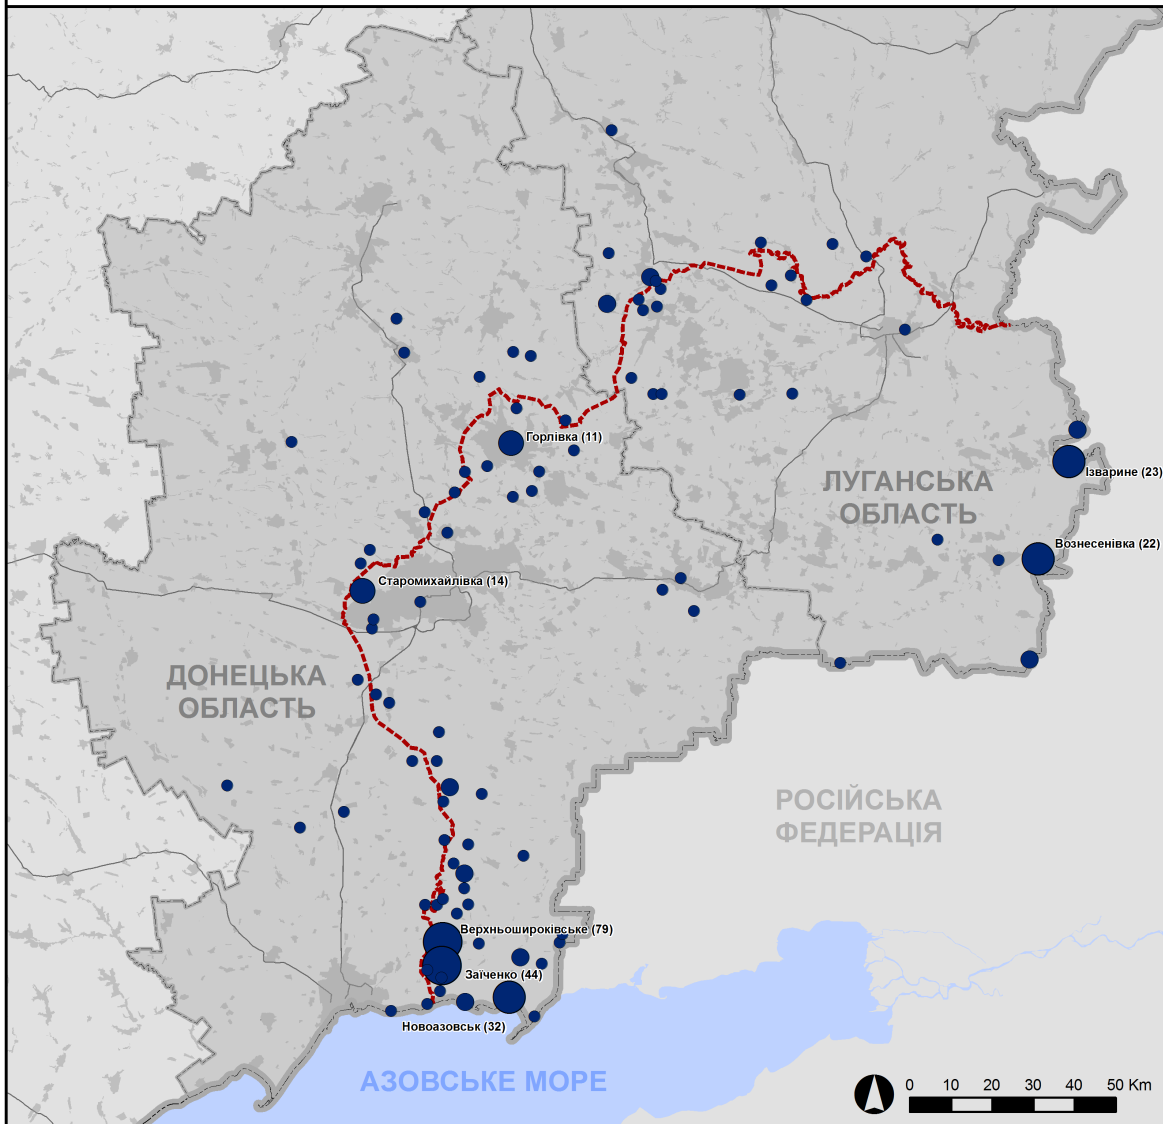 Горлівка (11)
Ізварине (23)
ЛУГАНСЬКА
ОБЛАСТЬ
Вознесенівка (22)
Старомихайлівка (14)
ДОНЕЦЬКА
ОБЛАСТЬ
РОСІЙСЬКА
ФЕДЕРАЦІЯ
Верхньошироківське (79)
Заїченко (44)
Новоазовськ (32)
АЗОВСЬКЕ МОРЕ
0 10 20 30 40 50 Km